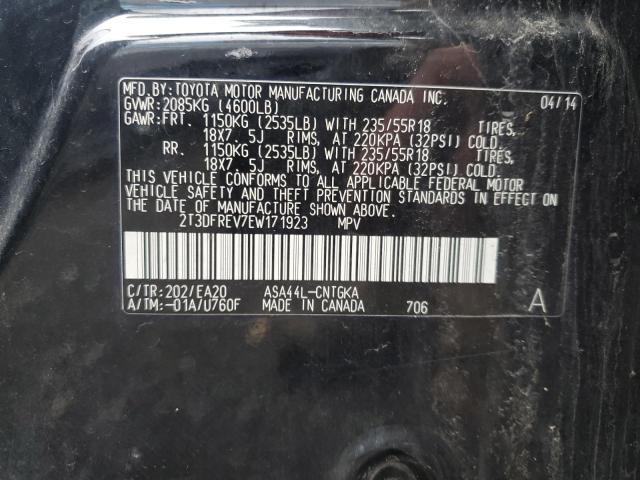 MFD.BY:TOYOTA MOTOR MANUFACTURING CANADA INC.
GVWR:2085KG (4600LB) 04/14
GAWR:FRT. 1150KG (2535LB) WITH 235/55R18 TIRES,
18X7. 5J RIMS, AT 220KPA (32PSI) COLD.
RR. 1150KG (2535LB) WITH 235/55R18 TIRES,
18X7. 5J RIMS, AT 220KPA (32PSI) COLD.
THIS VEHICLE CONFORMS TO ALL APPLICABLE FEDERAL MOTOR
VEHICLE SAFETY AND THEFT PREVENTION STANDARDS IN EFFECT ON
THE DATE OF MANUFACTURE SHOWN ABOVE.
2T3DFREV7EW171923 MPV
C/TR:202/EA20 ASA44L-CNTGKA
A/TM:-01A/U760F MADE IN CANADA 706 A